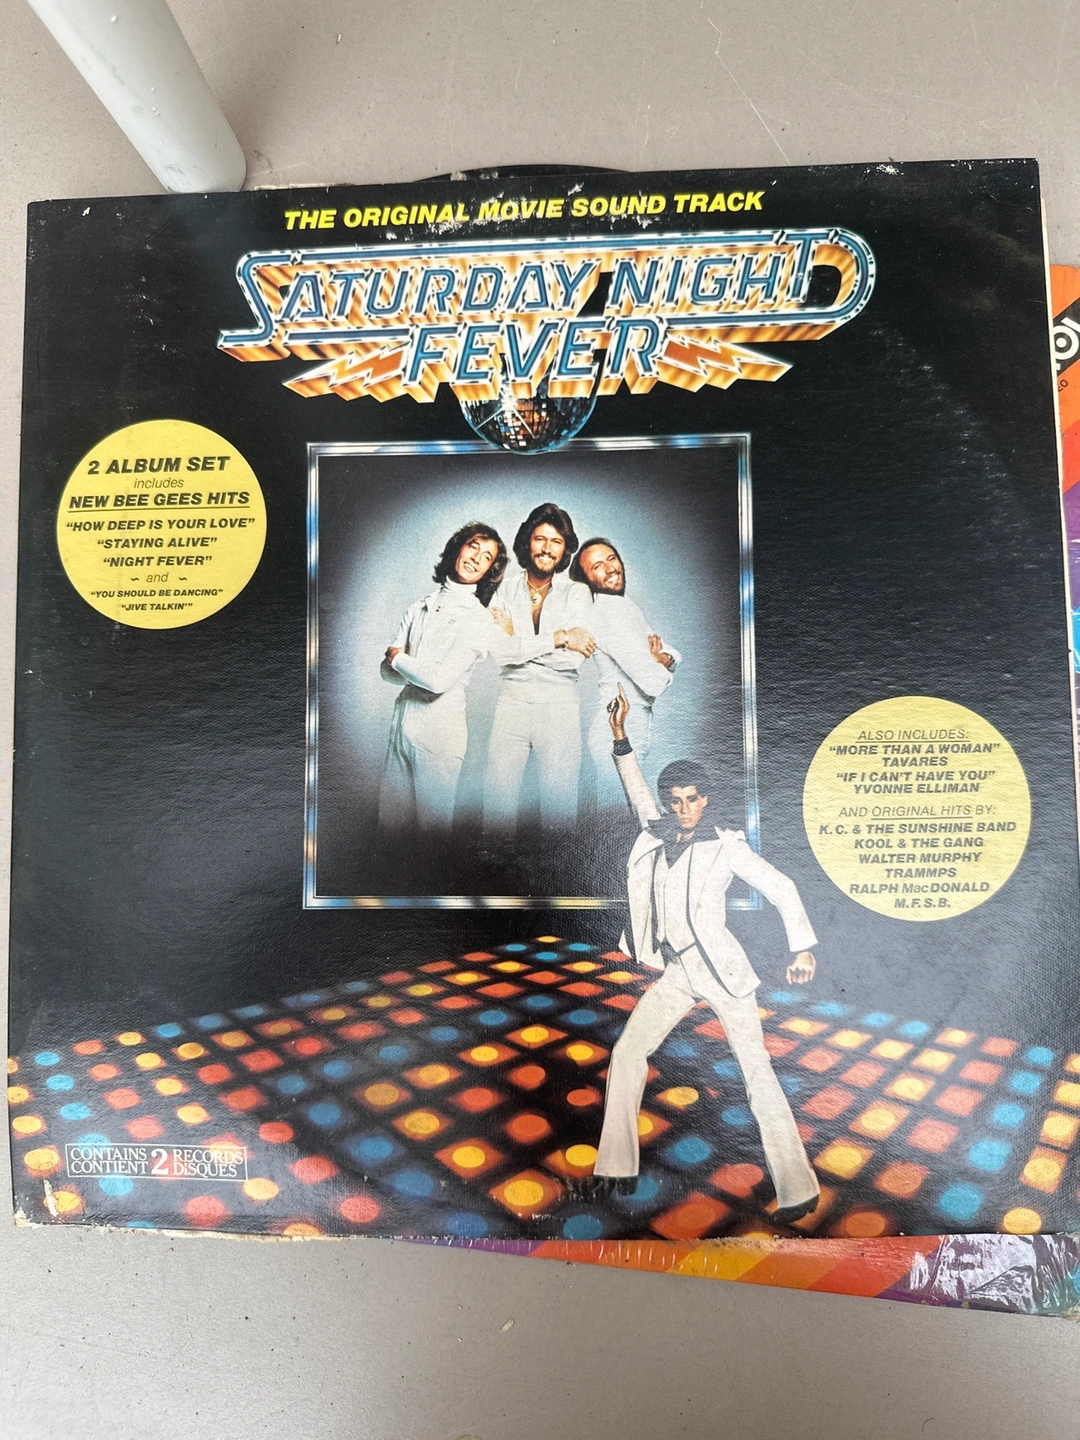 THE ORIGINAL MOVIE SOUND TRACK
SATURDAY NIGHT
FEVER
2 ALBUM SET
includes
NEW BEE GEES HITS
"HOW DEEP IS YOUR LOVE"
"STAYING ALIVE"
"NIGHT FEVER"
~ and ~
"YOU SHOULD BE DANCING"
"JIVE TALKIN'"
ALSO INCLUDES:
"MORE THAN A WOMAN"
TAVARES
"IF I CAN'T HAVE YOU"
YVONNE ELLIMAN
AND ORIGINAL HITS BY:
K.C. & THE SUNSHINE BAND
KOOL & THE GANG
WALTER MURPHY
TRAMMPS
RALPH MacDONALD
M.F.S.B.
CONTAINS 2 RECORDS
CONTIENT DISQUES